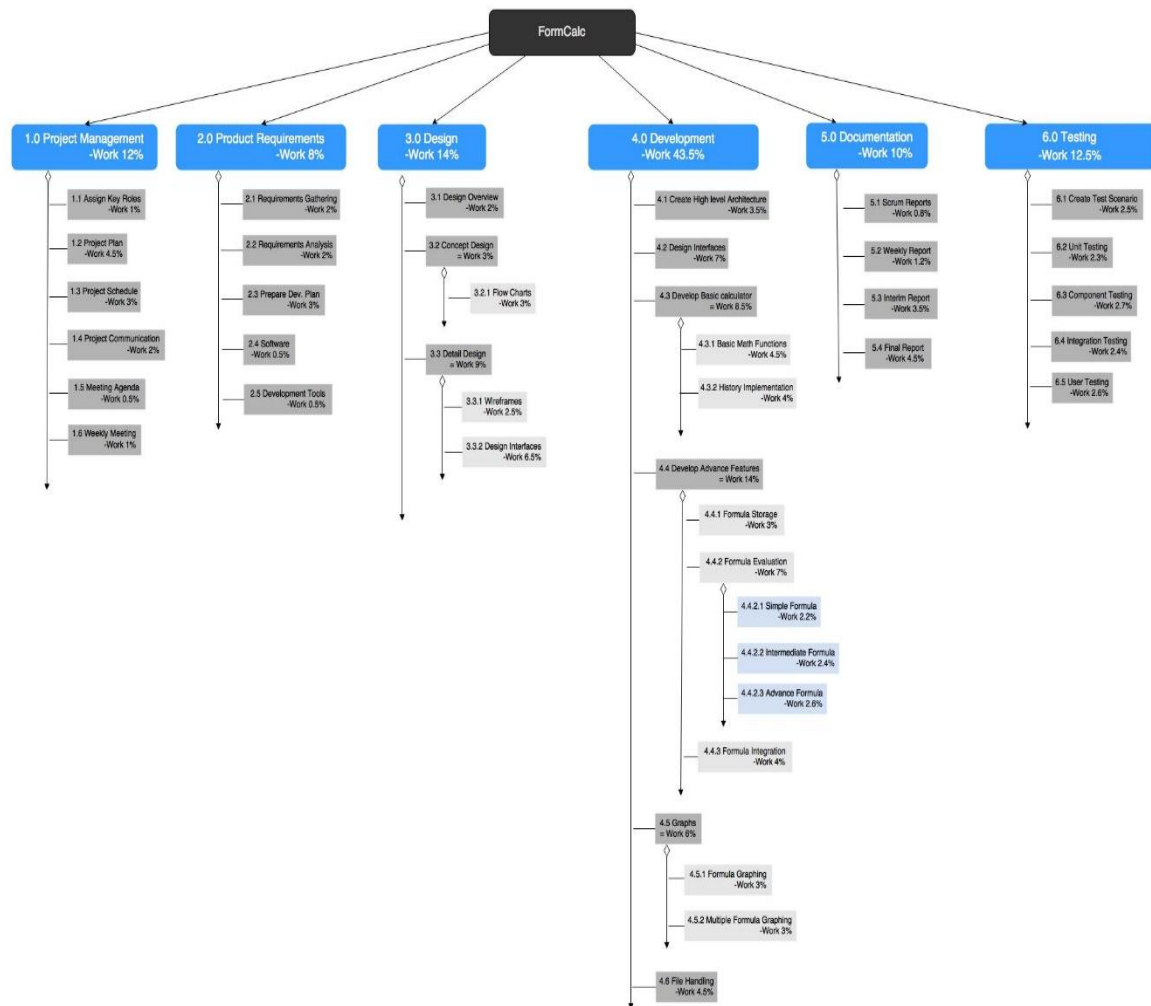 FormCalc
1.0 Project Management
-Work 12%
1.1 Assign Key Roles
-Work 1%
1.2 Project Plan
-Work 4.5%
1.3 Project Schedule
-Work 3%
1.4 Project Communication
-Work 2%
1.5 Meeting Agenda
-Work 0.5%
1.6 Weekly Meeting
-Work 1%
2.0 Product Requirements
-Work 8%
2.1 Requirements Gathering
-Work 2%
2.2 Requirements Analysis
-Work 2%
2.3 Prepare Dev. Plan
-Work 3%
2.4 Software
-Work 0.5%
2.5 Development Tools
-Work 0.5%
3.0 Design
-Work 14%
3.1 Design Overview
-Work 2%
3.2 Concept Design
= Work 3%
3.2.1 Flow Charts
-Work 3%
3.3 Detail Design
= Work 9%
3.3.1 Wireframes
-Work 2.5%
3.3.2 Design Interfaces
-Work 6.5%
4.0 Development
-Work 43.5%
4.1 Create High level Architecture
-Work 3.5%
4.2 Design Interfaces
-Work 7%
4.3 Develop Basic calculator
= Work 8.5%
4.3.1 Basic Math Functions
-Work 4.5%
4.3.2 History Implementation
-Work 4%
4.4 Develop Advance Features
= Work 14%
4.4.1 Formula Storage
-Work 3%
4.4.2 Formula Evaluation
-Work 7%
4.4.2.1 Simple Formula
-Work 2.2%
4.4.2.2 Intermediate Formula
-Work 2.4%
4.4.2.3 Advance Formula
-Work 2.6%
4.4.3 Formula Integration
-Work 4%
4.5 Graphs
= Work 6%
4.5.1 Formula Graphing
-Work 3%
4.5.2 Multiple Formula Graphing
-Work 3%
4.6 File Handling
-Work 4.5%
5.0 Documentation
-Work 10%
5.1 Scrum Reports
-Work 0.8%
5.2 Weekly Report
-Work 1.2%
5.3 Interim Report
-Work 3.5%
5.4 Final Report
-Work 4.5%
6.0 Testing
-Work 12.5%
6.1 Create Test Scenario
-Work 2.5%
6.2 Unit Testing
-Work 2.3%
6.3 Component Testing
-Work 2.7%
6.4 Integration Testing
-Work 2.4%
6.5 User Testing
-Work 2.6%